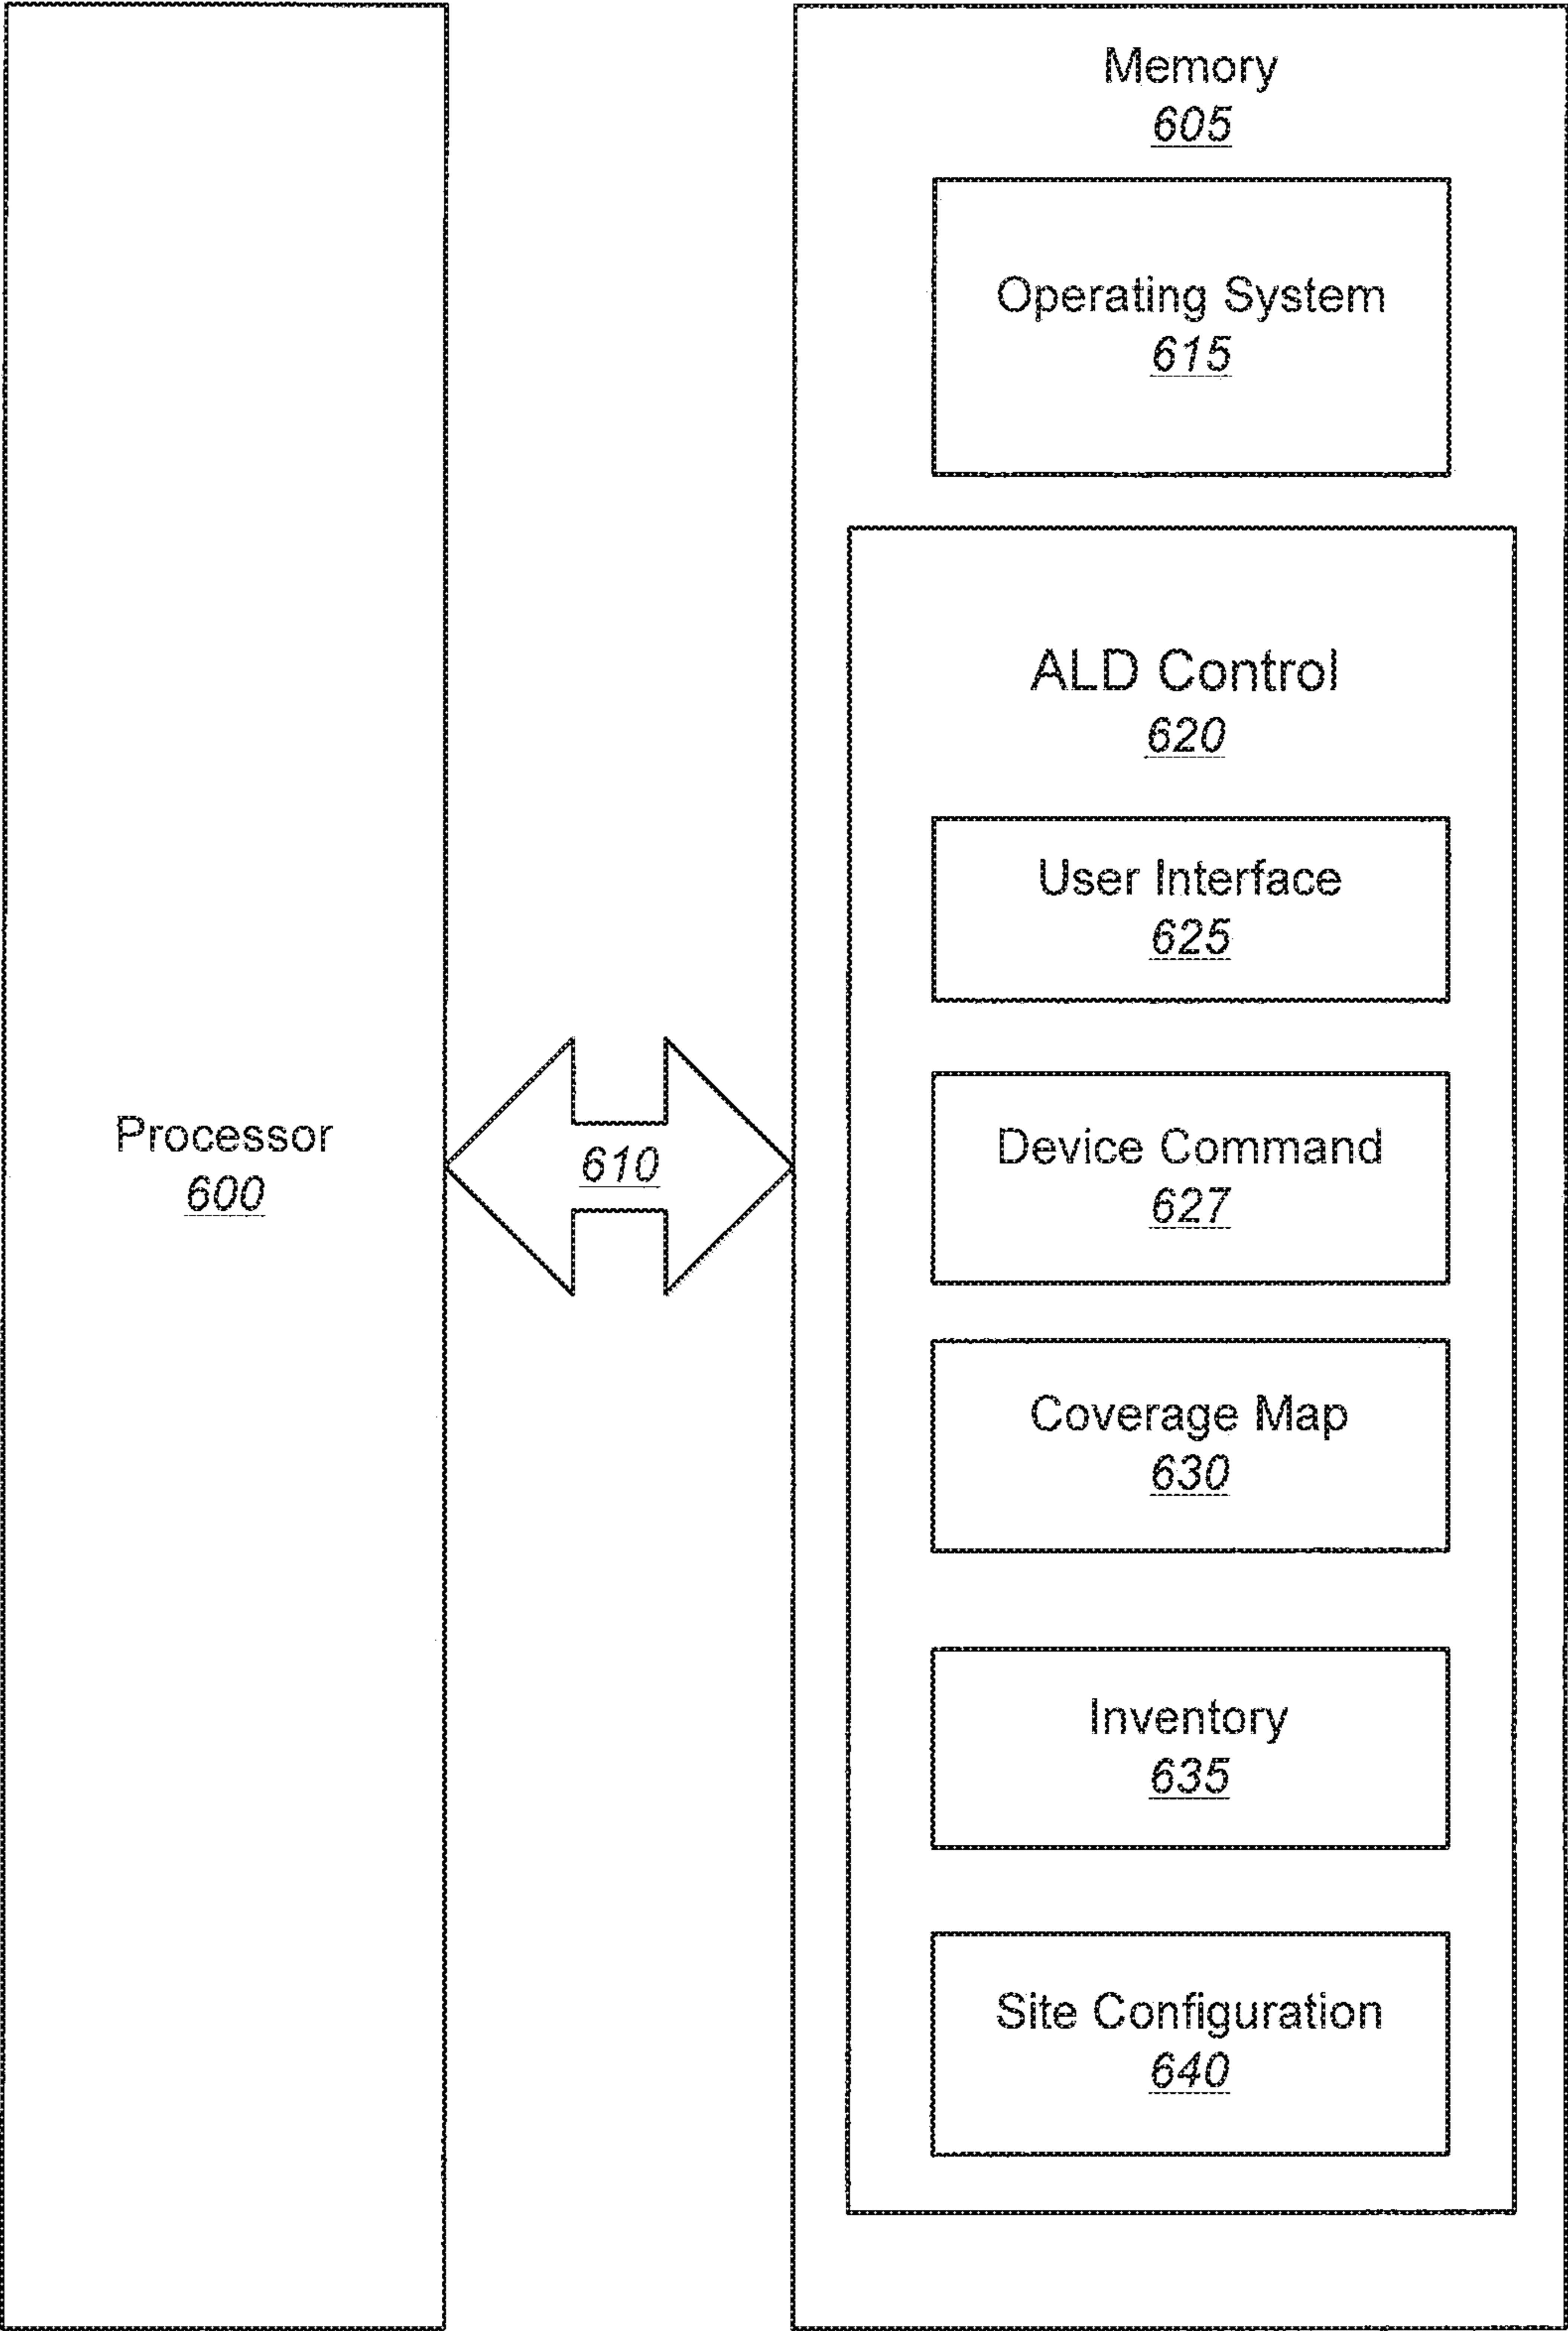 Memory
605
Operating System
615
ALD Control
620
User Interface
625
Processor
600
610
Device Command
627
Coverage Map
630
Inventory
635
Site Configuration
640